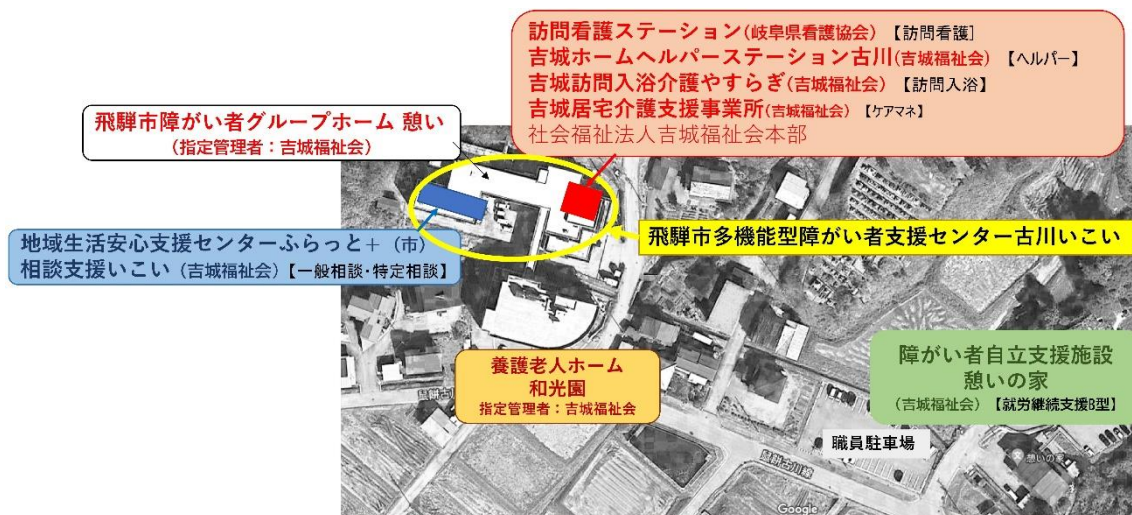 訪問看護ステーション(岐阜県看護協会) 【訪問看護】
吉城ホームヘルパーステーション古川(吉城福祉会) 【ヘルパー】
吉城訪問入浴介護やすらぎ(吉城福祉会) 【訪問入浴】
吉城居宅介護支援事業所(吉城福祉会) 【ケアマネ】
社会福祉法人吉城福祉会本部
飛騨市障がい者グループホーム 憩い
(指定管理者：吉城福祉会)
地域生活安心支援センターふらっと＋ (市)
相談支援いこい (吉城福祉会) 【一般相談・特定相談】
飛騨市多機能型障がい者支援センター古川いこい
養護老人ホーム
和光園
指定管理者：吉城福祉会
障がい者自立支援施設
憩いの家
(吉城福祉会) 【就労継続支援B型】
職員駐車場
憩いの家
鼠餅古川線
Google